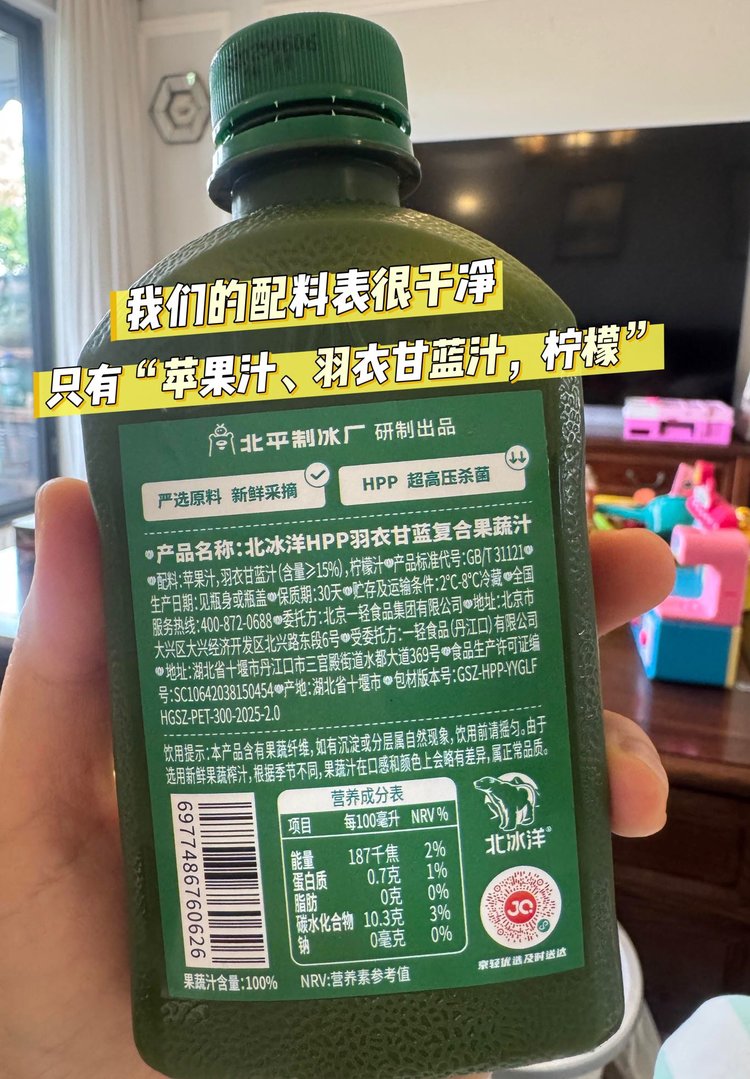 我们的配料表很干净
只有“苹果汁、羽衣甘蓝汁，柠檬”
北平制冰厂 研制出品
严选原料 新鲜采摘
HPP 超高压杀菌
产品名称：北冰洋HPP羽衣甘蓝复合果蔬汁
配料：苹果汁，羽衣甘蓝汁（含量≥15%），柠檬汁 产品标准代号：GB/T 31121
生产日期：见瓶身或瓶盖 保质期：30天 贮存及运输条件：2℃-8℃冷藏 全国
服务热线：400-872-0688 委托方：北京一轻食品集团有限公司 地址：北京市
大兴区大兴经济开发区北兴路东段6号 受委托方：一轻食品（丹江口）有限公司
地址：湖北省十堰市丹江口市三官殿街道水都大道369号 食品生产许可证编
号：SC10642038150454 产地：湖北省十堰市 包材版本号：GSZ-HPP-YYGLF
HGSZ-PET-300-2025-2.0
饮用提示：本产品含有果蔬纤维，如有沉淀或分层属自然现象，饮用前请摇匀。由于
选用新鲜果蔬榨汁，根据季节不同，果蔬汁在口感和颜色上会略有差异，属正常品质。
6977486760626
果蔬汁含量：100%
营养成分表
项目 每100毫升 NRV%
能量 187千焦 2%
蛋白质 0.7克 1%
脂肪 0克 0%
碳水化合物 10.3克 3%
钠 0毫克 0%
NRV：营养素参考值
北冰洋®
JQ
京轻优选及时送达